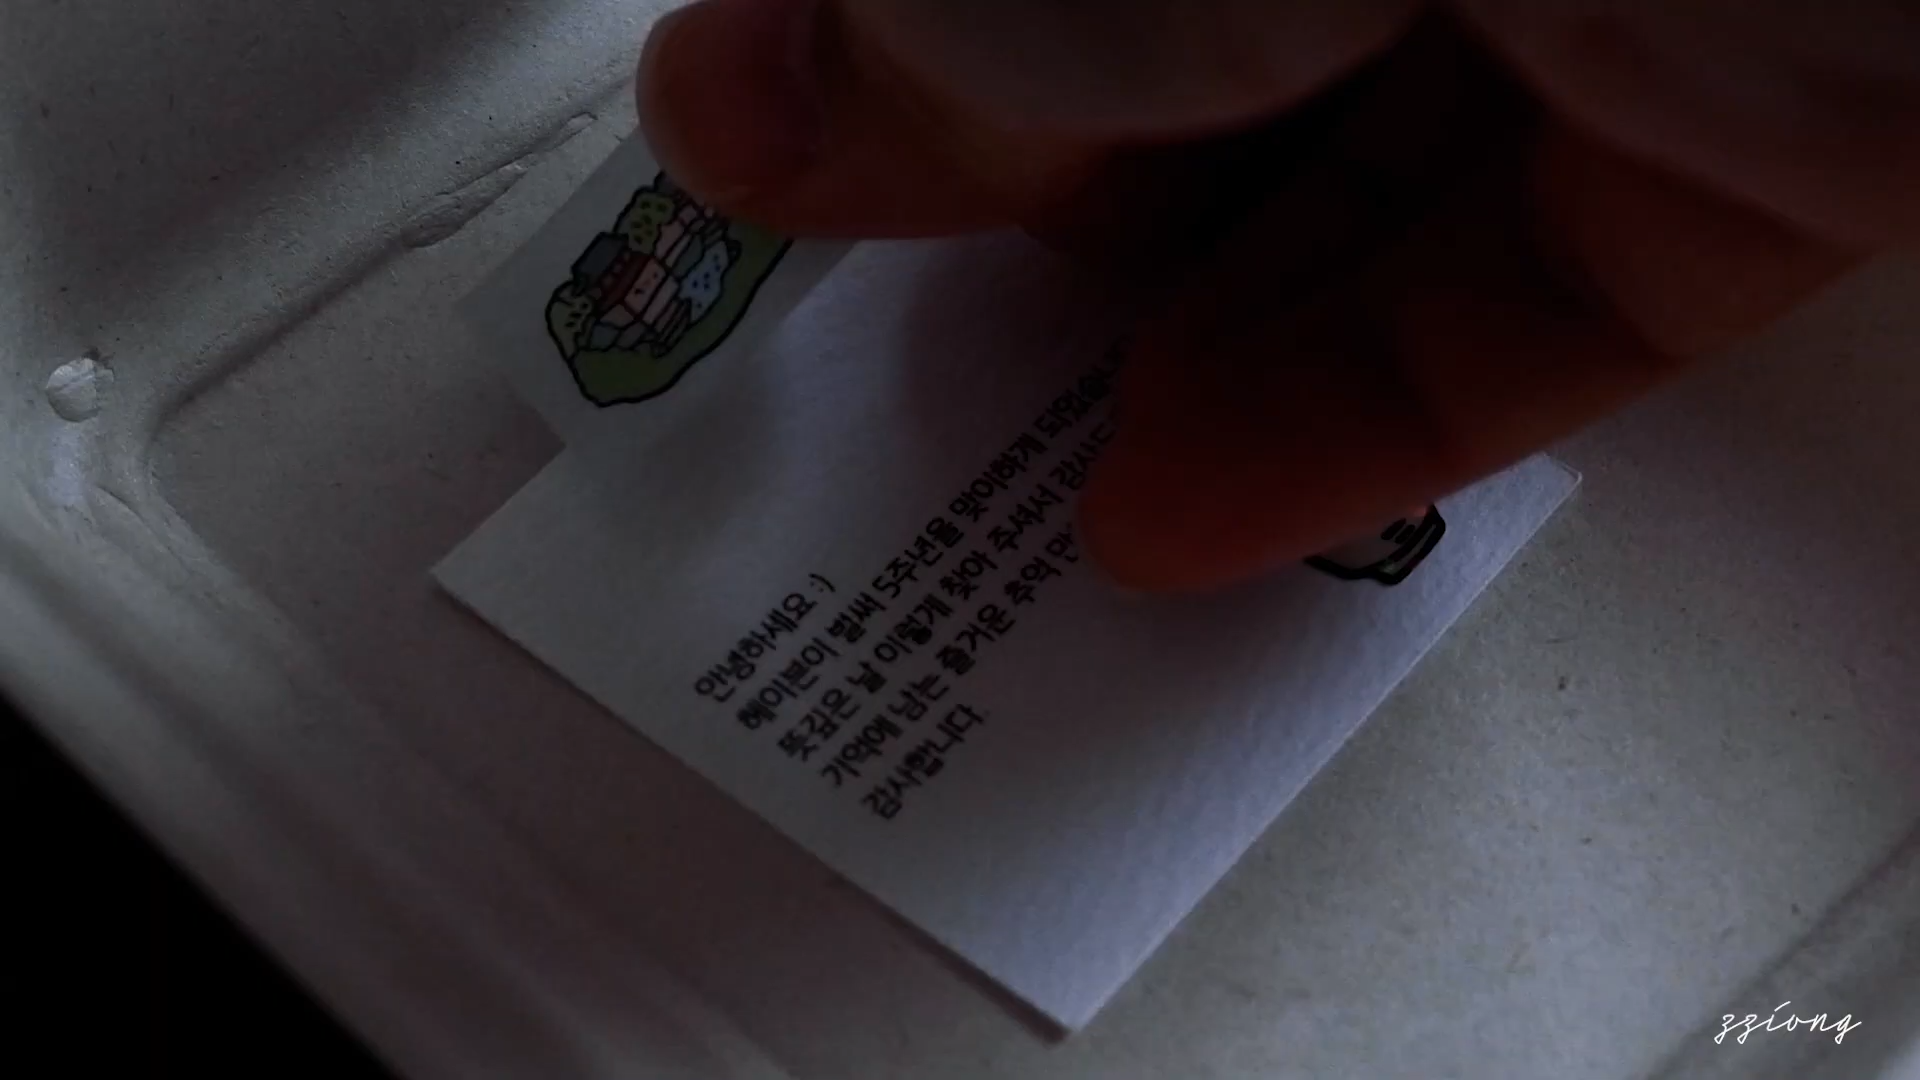 안녕하세요 :)
헤이븐이 벌써 5주년을 맞이하게 되었습니
뜻깊은 날 이렇게 찾아 주셔서
기억에 남는 즐거운 추억
감사합니다
zziong